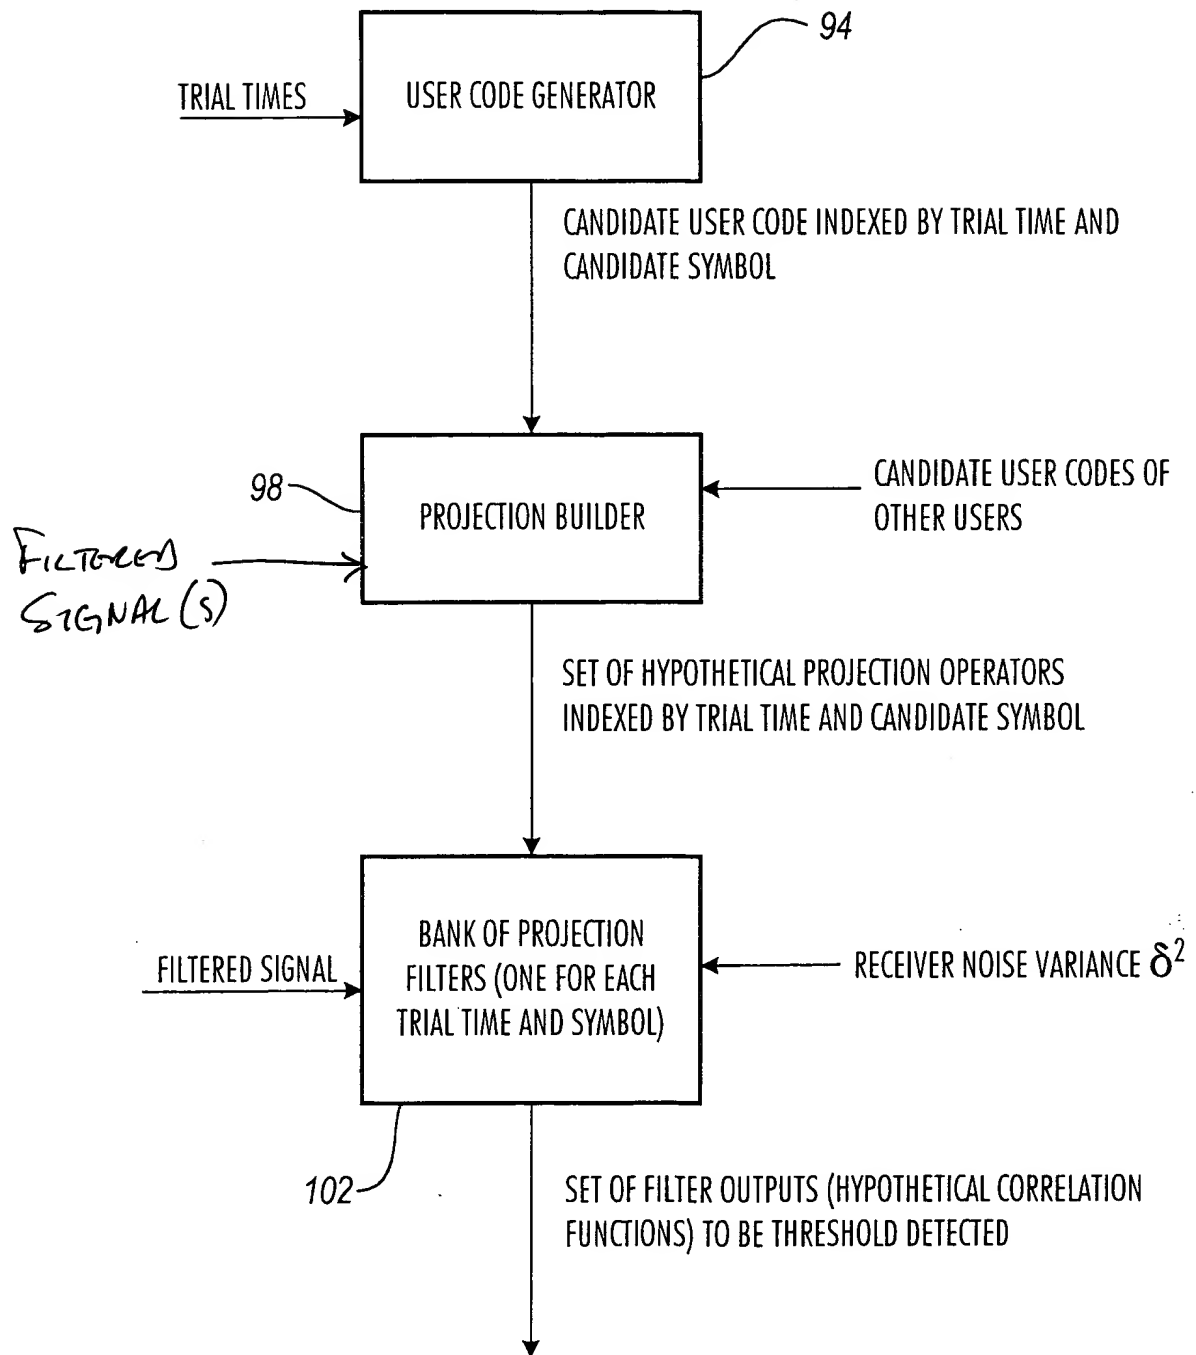 94
TRIAL TIMES
USER CODE GENERATOR
CANDIDATE USER CODE INDEXED BY TRIAL TIME AND
CANDIDATE SYMBOL
98
PROJECTION BUILDER
CANDIDATE USER CODES OF
OTHER USERS
FILTERED
SIGNAL(S)
SET OF HYPOTHETICAL PROJECTION OPERATORS
INDEXED BY TRIAL TIME AND CANDIDATE SYMBOL
BANK OF PROJECTION
FILTERS (ONE FOR EACH
TRIAL TIME AND SYMBOL)
FILTERED SIGNAL
RECEIVER NOISE VARIANCE δ²
102
SET OF FILTER OUTPUTS (HYPOTHETICAL CORRELATION
FUNCTIONS) TO BE THRESHOLD DETECTED